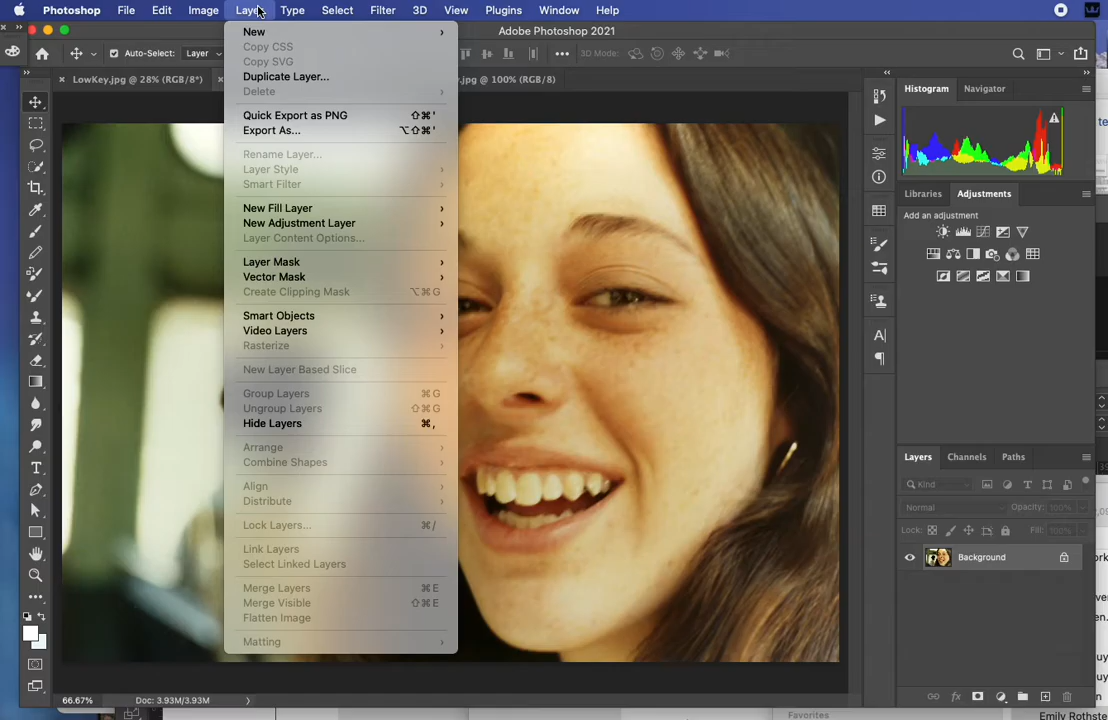 Photoshop File Edit Image Layer Type Select Filter 3D View Plugins Window Help
Adobe Photoshop 2021
Auto-Select: Layer 3D Mode:
LowKey.jpg @ 28% (RGB/8*) .jpg @ 100% (RGB/8)
New
Copy CSS
Copy SVG
Duplicate Layer...
Delete
Quick Export as PNG ⇧⌘'
Export As... ⌥⇧⌘'
Rename Layer...
Layer Style
Smart Filter
New Fill Layer
New Adjustment Layer
Layer Content Options...
Layer Mask
Vector Mask
Create Clipping Mask ⌥⌘G
Smart Objects
Video Layers
Rasterize
New Layer Based Slice
Group Layers ⌘G
Ungroup Layers ⇧⌘G
Hide Layers ⌘,
Arrange
Combine Shapes
Align
Distribute
Lock Layers... ⌘/
Link Layers
Select Linked Layers
Merge Layers ⌘E
Merge Visible ⇧⌘E
Flatten Image
Matting
Histogram Navigator
Libraries Adjustments
Add an adjustment
Layers Channels Paths
Kind
Normal Opacity: 100%
Lock: Fill: 100%
Background
66.67% Doc: 3.93M/3.93M
Favorites
Emily Rothste